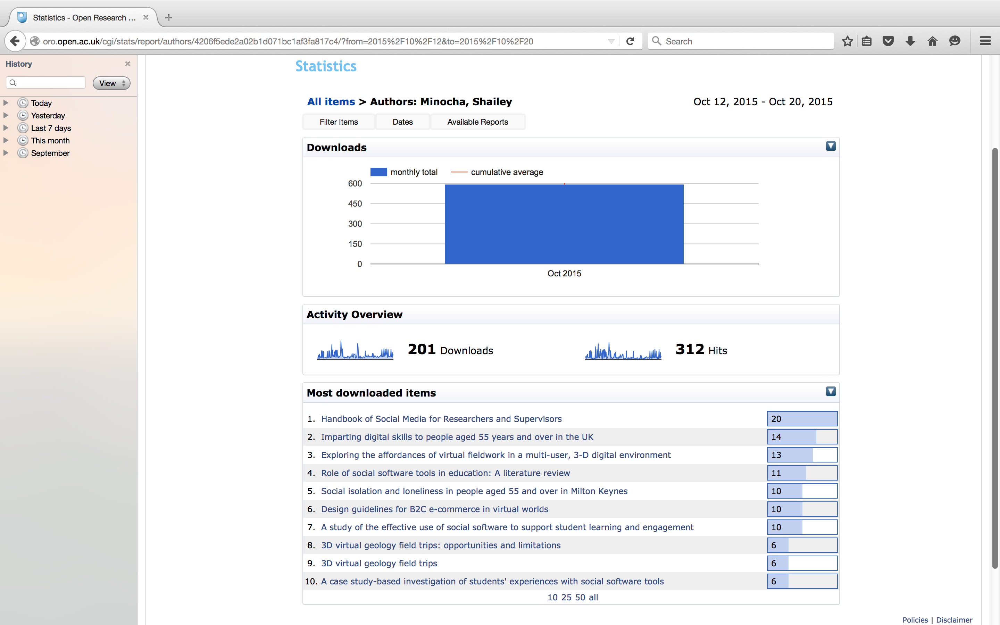 Statistics - Open Research ...
oro.open.ac.uk/cgi/stats/report/authors/4206f5ede2a02b1d071bc1af3fa817c4/?from=2015%2F10%2F12&to=2015%2F10%2F20
Search
History
View
Today
Yesterday
Last 7 days
This month
September
Statistics
All items > Authors: Minocha, Shailey
Oct 12, 2015 - Oct 20, 2015
Filter Items
Dates
Available Reports
Downloads
monthly total
cumulative average
600
450
300
150
0
Oct 2015
Activity Overview
201 Downloads
312 Hits
Most downloaded items
1. Handbook of Social Media for Researchers and Supervisors 20
2. Imparting digital skills to people aged 55 years and over in the UK 14
3. Exploring the affordances of virtual fieldwork in a multi-user, 3-D digital environment 13
4. Role of social software tools in education: A literature review 11
5. Social isolation and loneliness in people aged 55 and over in Milton Keynes 10
6. Design guidelines for B2C e-commerce in virtual worlds 10
7. A study of the effective use of social software to support student learning and engagement 10
8. 3D virtual geology field trips: opportunities and limitations 6
9. 3D virtual geology field trips 6
10. A case study-based investigation of students' experiences with social software tools 6
10 25 50 all
Policies | Disclaimer